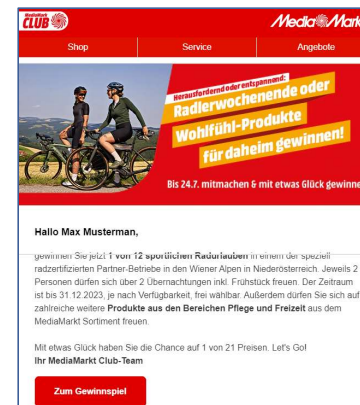 MediaMarkt
CLUB
MediaMark
Shop Service Angebote
Herausfordernd oder entspannend:
Radlerwochenende oder
Wohlfühl-Produkte
für daheim gewinnen!
Bis 24.7. mitmachen & mit etwas Glück gewinne
Hallo Max Musterman,
gewinnen Sie jetzt 1 von 12 sportlichen Radurlauben in einem der speziell
radzertifizierten Partner-Betriebe in den Wiener Alpen in Niederösterreich. Jeweils 2
Personen dürfen sich über 2 Übernachtungen inkl. Frühstück freuen. Der Zeitraum
ist bis 31.12.2023, je nach Verfügbarkeit, frei wählbar. Außerdem dürfen Sie sich auf
zahlreiche weitere Produkte aus den Bereichen Pflege und Freizeit aus dem
MediaMarkt Sortiment freuen.
Mit etwas Glück haben Sie die Chance auf 1 von 21 Preisen. Let's Go!
Ihr MediaMarkt Club-Team
Zum Gewinnspiel